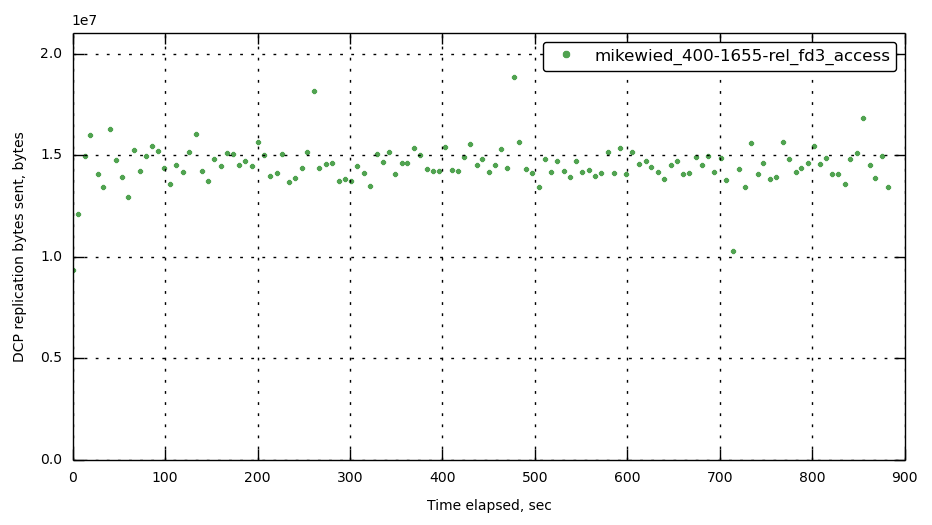 1e7
2.0
1.5
1.0
0.5
0.0
0 100 200 300 400 500 600 700 800 900
DCP replication bytes sent, bytes
Time elapsed, sec
mikewied_400-1655-rel_fd3_access